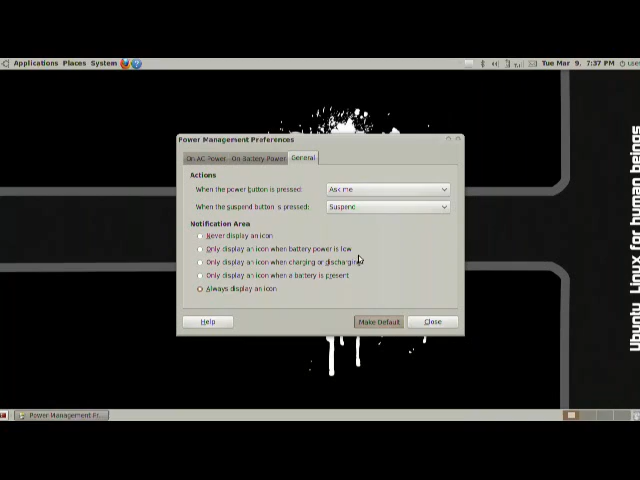 Applications Places System
Tue Mar 9, 7:37 PM
Power Management Preferences
On AC Power On Battery Power General
Actions
When the power button is pressed: Ask me
When the suspend button is pressed: Suspend
Notification Area
Never display an icon
Only display an icon when battery power is low
Only display an icon when charging or discharging
Only display an icon when a battery is present
Always display an icon
Help Make Default Close
Ubuntu Linux for human beings
Power Management Pr...